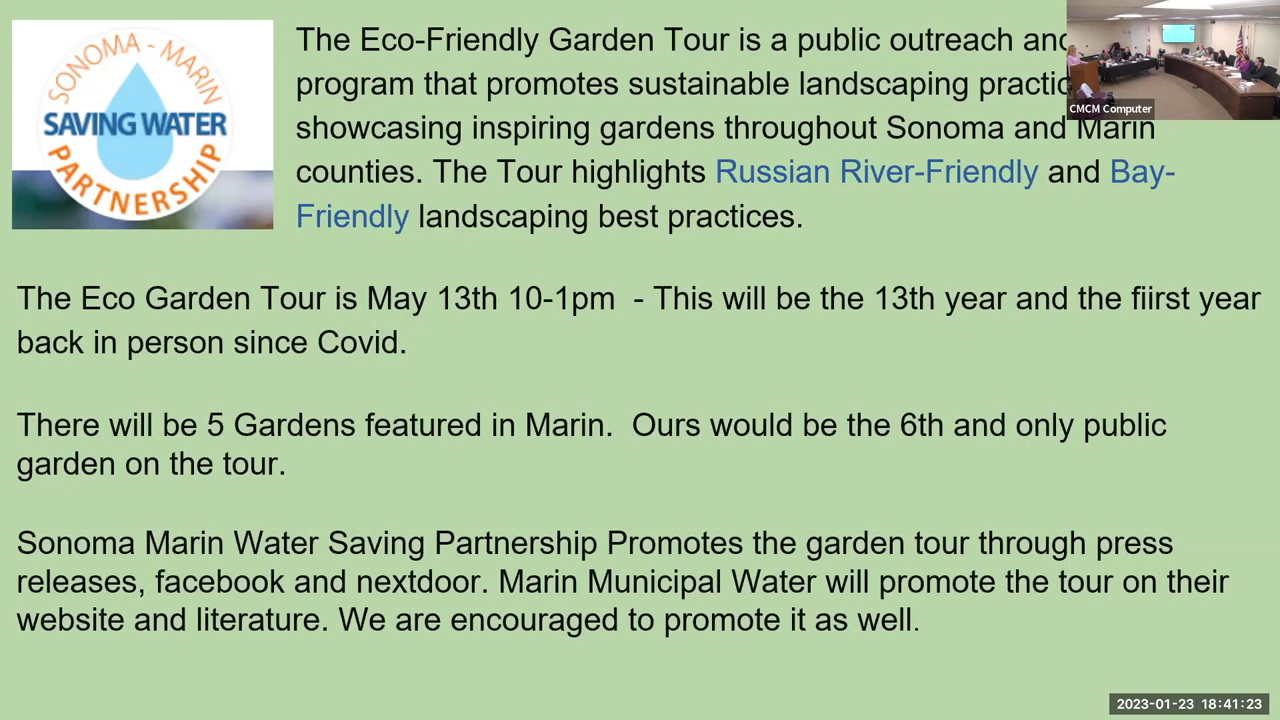 SONOMA - MARIN
SAVING WATER
PARTNERSHIP
The Eco-Friendly Garden Tour is a public outreach
program that promotes sustainable landscaping
showcasing inspiring gardens throughout Sonoma and Marin
counties. The Tour highlights Russian River-Friendly and Bay-
Friendly landscaping best practices.
The Eco Garden Tour is May 13th 10-1pm - This will be the 13th year and the fiirst year
back in person since Covid.
There will be 5 Gardens featured in Marin. Ours would be the 6th and only public
garden on the tour.
Sonoma Marin Water Saving Partnership Promotes the garden tour through press
releases, facebook and nextdoor. Marin Municipal Water will promote the tour on their
website and literature. We are encouraged to promote it as well.
CMCM Computer
2023-01-23 18:41:23